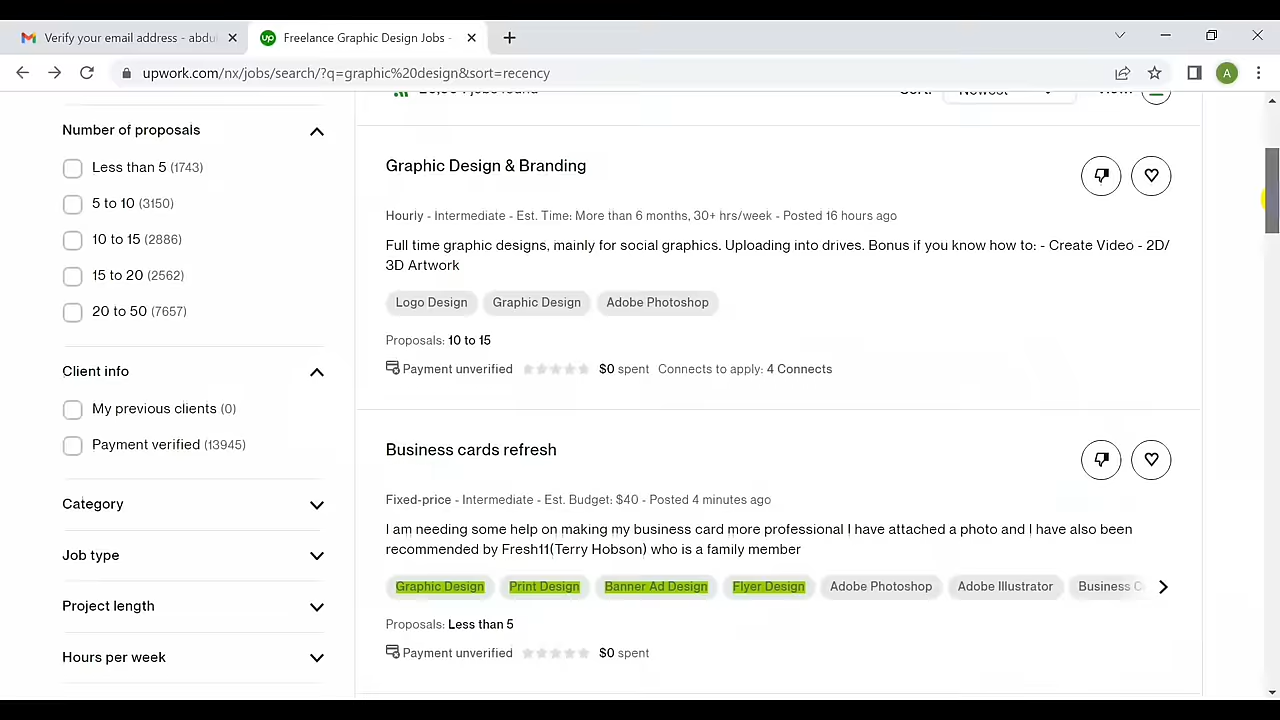 Verify your email address - abdu
Freelance Graphic Design Jobs -
upwork.com/nx/jobs/search/?q=graphic%20design&sort=recency
A
jobs found
Sort:
Newest
View:
Number of proposals
Less than 5 (1743)
5 to 10 (3150)
10 to 15 (2886)
15 to 20 (2562)
20 to 50 (7657)
Client info
My previous clients (0)
Payment verified (13945)
Category
Job type
Project length
Hours per week
Graphic Design & Branding
Hourly - Intermediate - Est. Time: More than 6 months, 30+ hrs/week - Posted 16 hours ago
Full time graphic designs, mainly for social graphics. Uploading into drives. Bonus if you know how to: - Create Video - 2D/
3D Artwork
Logo Design Graphic Design Adobe Photoshop
Proposals: 10 to 15
Payment unverified $0 spent Connects to apply: 4 Connects
Business cards refresh
Fixed-price - Intermediate - Est. Budget: $40 - Posted 4 minutes ago
I am needing some help on making my business card more professional I have attached a photo and I have also been
recommended by Fresh11(Terry Hobson) who is a family member
Graphic Design Print Design Banner Ad Design Flyer Design Adobe Photoshop Adobe Illustrator Business C
Proposals: Less than 5
Payment unverified $0 spent